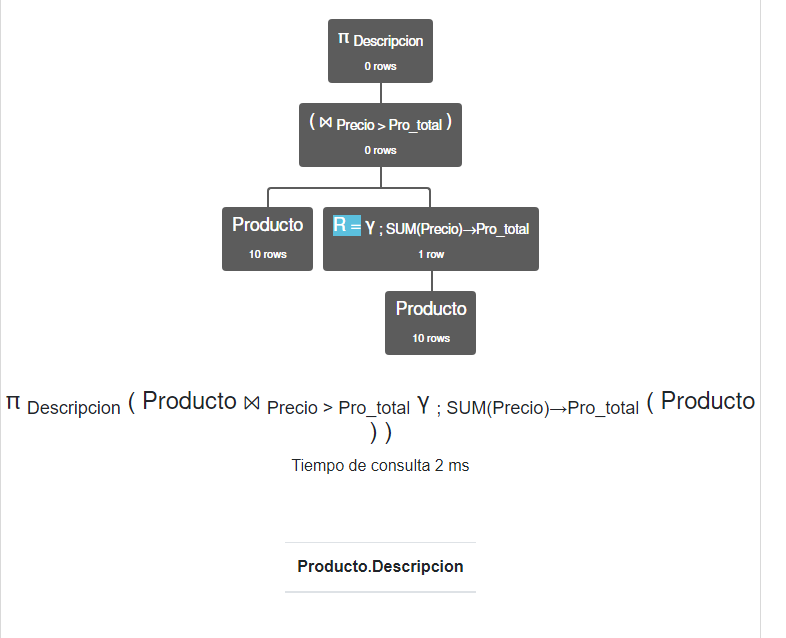 π Descripcion
0 rows
( ⋈ Precio > Pro_total )
0 rows
Producto
10 rows
R = γ ; SUM(Precio)→Pro_total
1 row
Producto
10 rows
π Descripcion ( Producto ⋈ Precio > Pro_total γ ; SUM(Precio)→Pro_total ( Producto
) )
Tiempo de consulta 2 ms
Producto.Descripcion